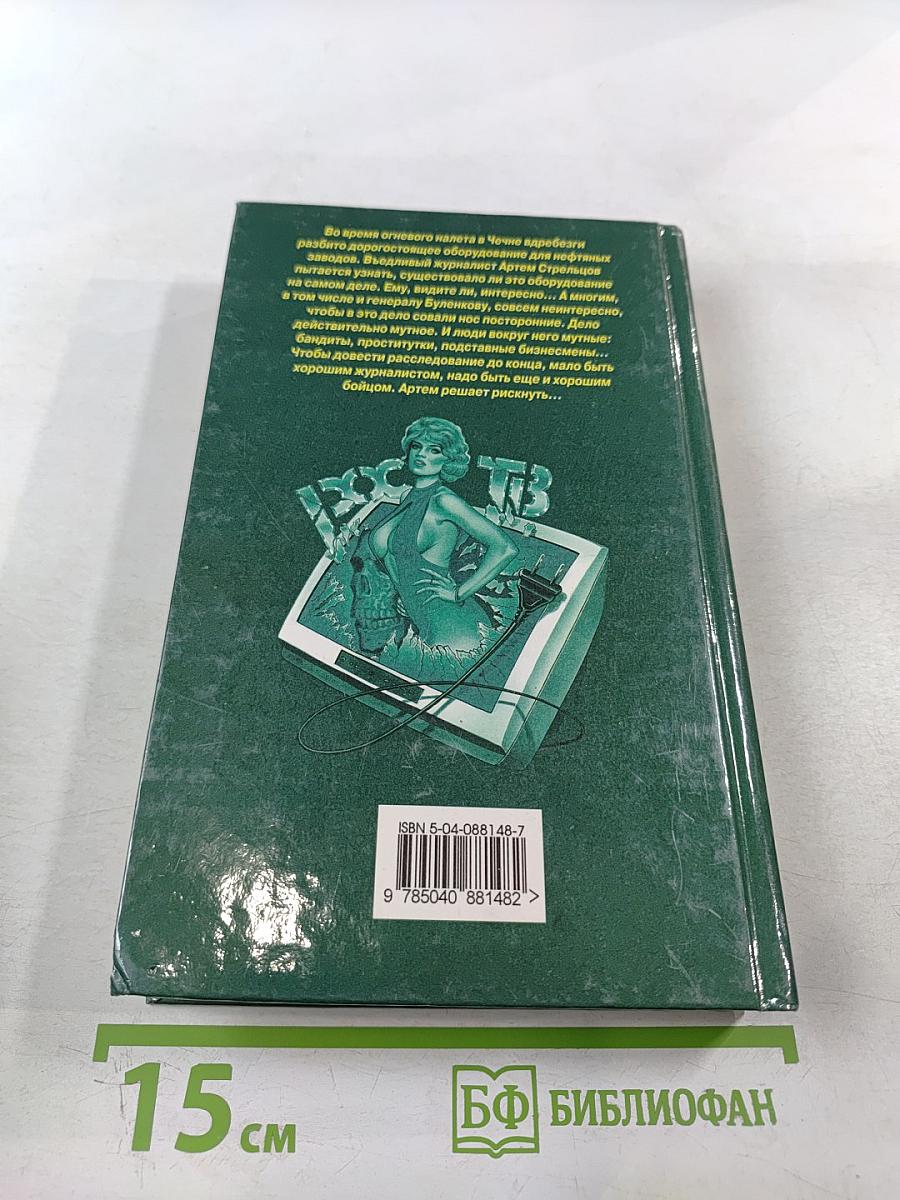 Во время огневого налета в Чечне вдребезги
разбито дорогостоящее оборудование для нефтяных
заводов. Въедливый журналист Артем Стрельцов
пытается узнать, существовало ли это оборудование
на самом деле. Ему, видите ли, интересно... А многим,
в том числе и генералу Буленкову, совсем неинтересно,
чтобы в это дело совали нос посторонние. Дело
действительно мутное. И люди вокруг него мутные:
бандиты, проститутки, подставные бизнесмены...
Чтобы довести расследование до конца, мало быть
хорошим журналистом, надо быть еще и хорошим
бойцом. Артем решает рискнуть...
ТВ
ISBN 5-04-088148-7
9 785040 881482 >
15 см
БФ БИБЛИОФАН